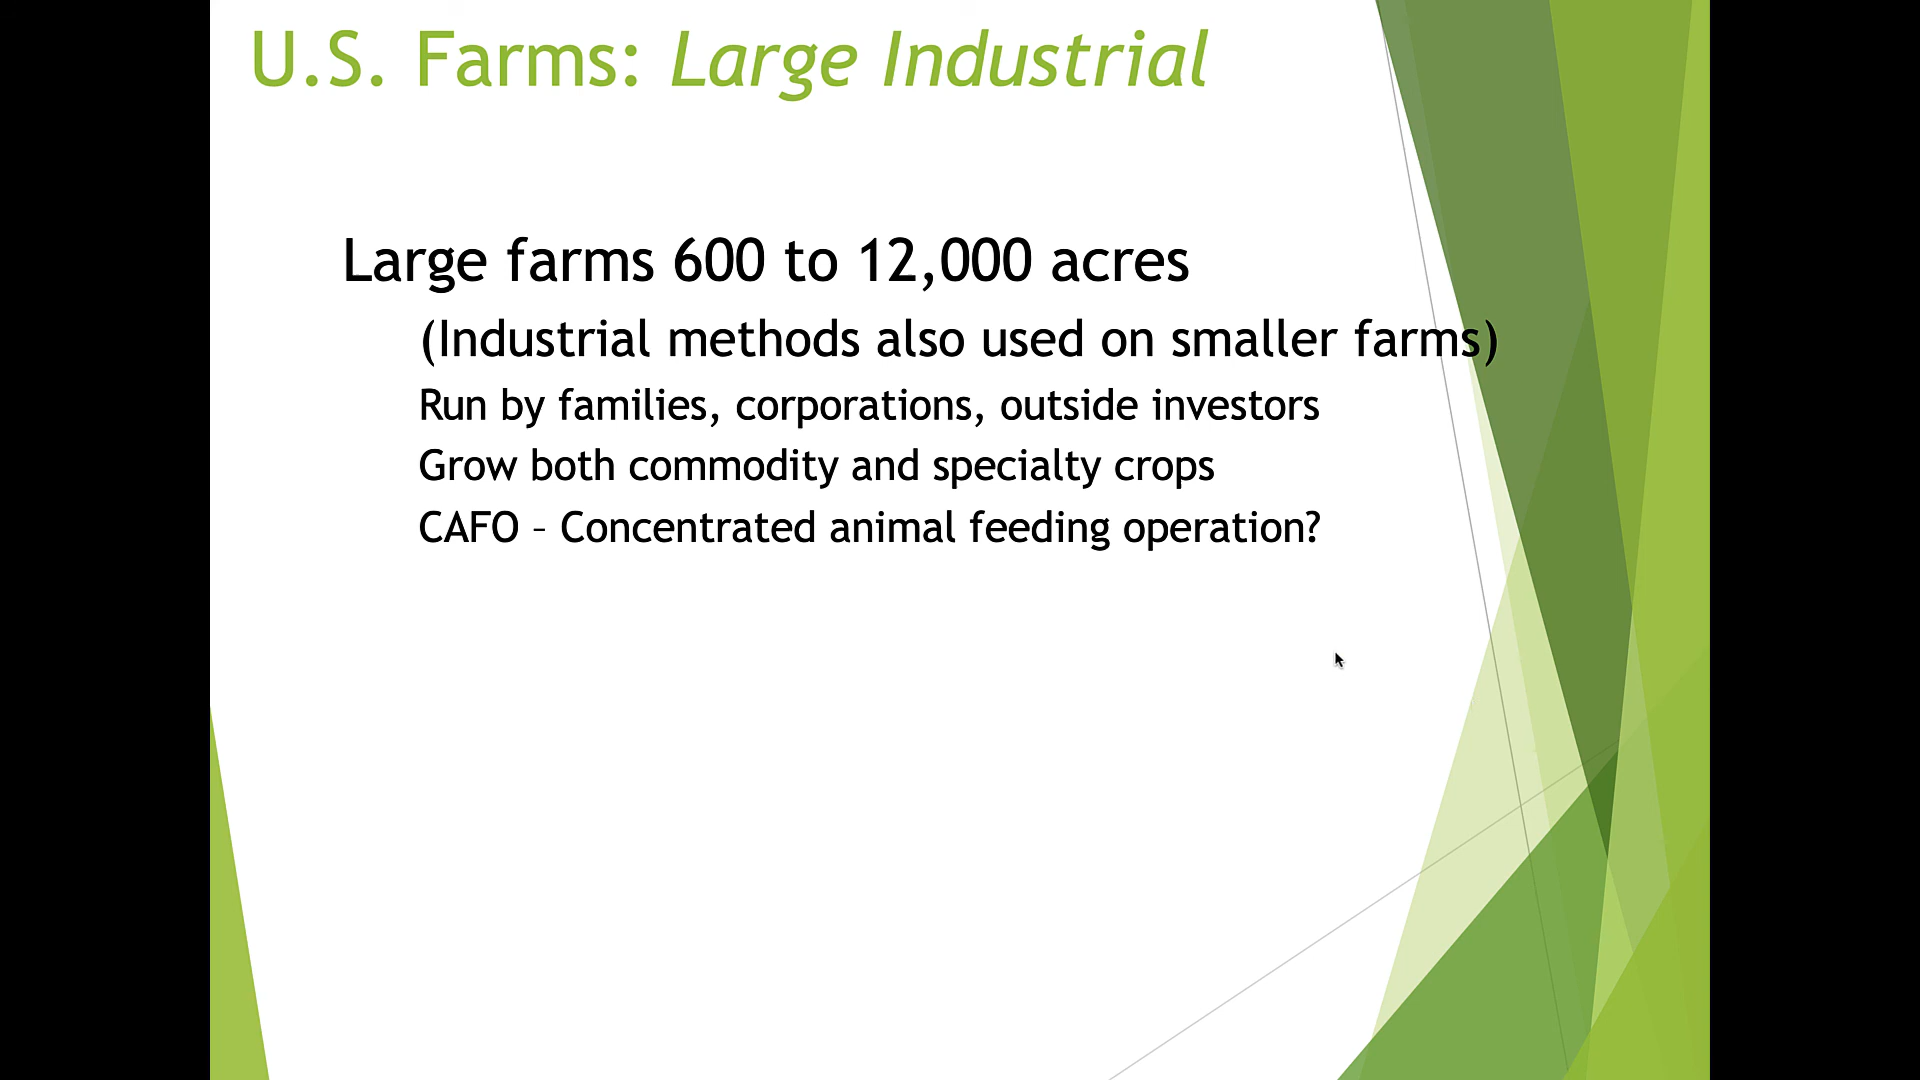 U.S. Farms: Large Industrial
Large farms 600 to 12,000 acres
(Industrial methods also used on smaller farms)
Run by families, corporations, outside investors
Grow both commodity and specialty crops
CAFO – Concentrated animal feeding operation?